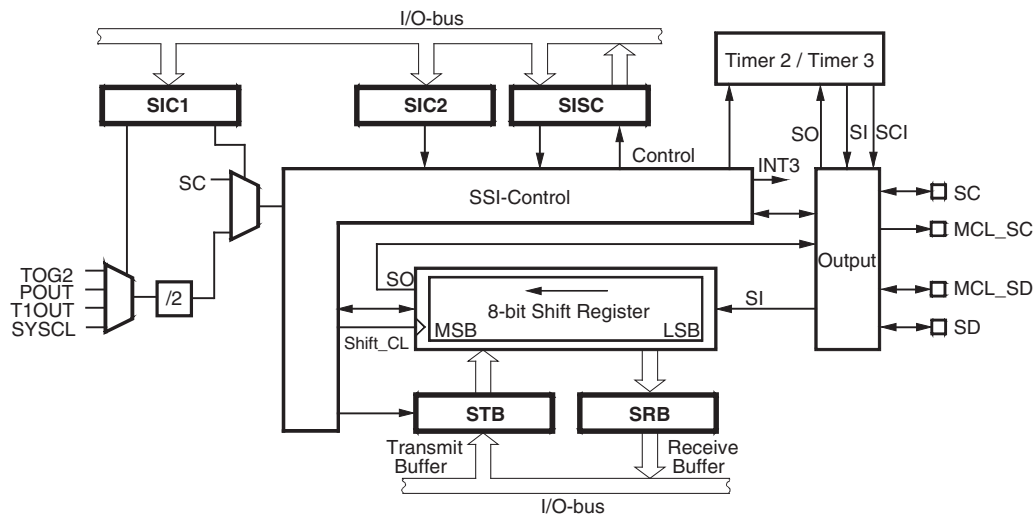 I/O-bus
Timer 2 / Timer 3
SIC1
SIC2
SISC
SO
SI
SCI
Control
INT3
SC
SSI-Control
SC
MCL_SC
Output
TOG2
POUT
T1OUT
SYSCL
/2
SO
8-bit Shift Register
MSB
LSB
SI
MCL_SD
SD
Shift_CL
STB
SRB
Transmit
Buffer
Receive
Buffer
I/O-bus